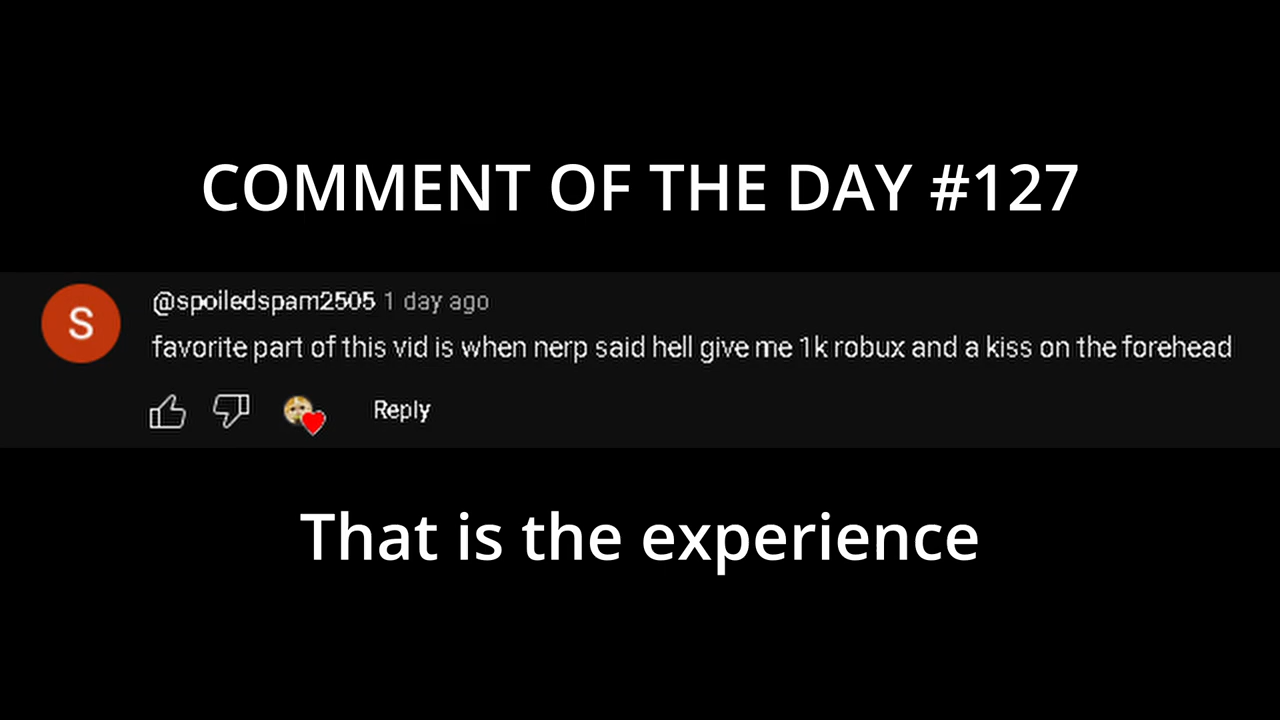 COMMENT OF THE DAY #127
S
@spoiledspam2505 1 day ago
favorite part of this vid is when nerp said hell give me 1k robux and a kiss on the forehead
Reply
That is the experience